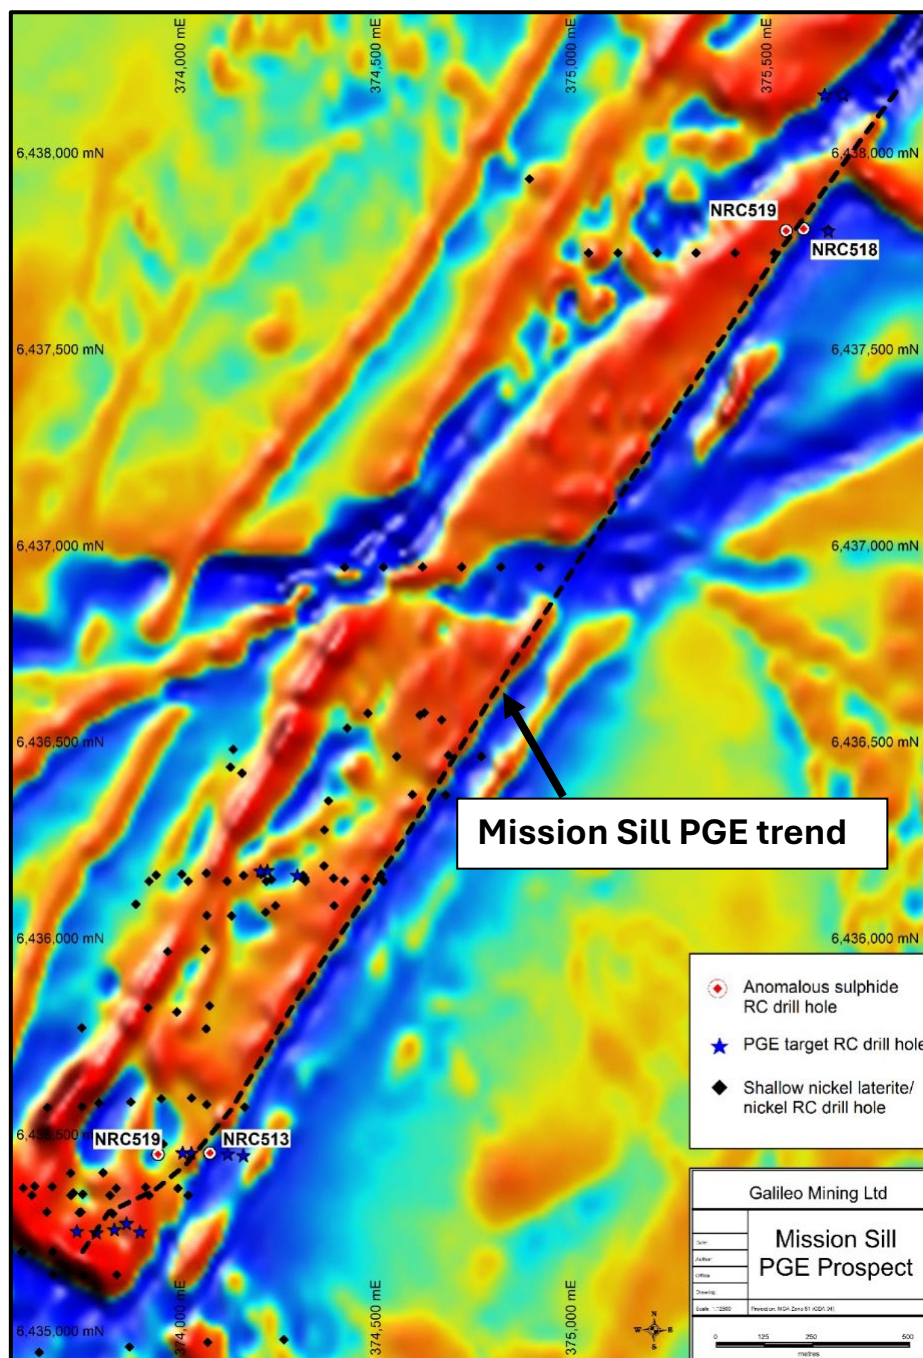 374,000 mE
374,500 mE
375,000 mE
375,500 mE
6,438,000 mN
6,438,000 mN
NRC519
NRC518
6,437,500 mN
6,437,500 mN
6,437,000 mN
6,437,000 mN
6,436,500 mN
6,436,500 mN
Mission Sill PGE trend
6,436,000 mN
6,436,000 mN
Anomalous sulphide
RC drill hole
PGE target RC drill hole
Shallow nickel laterite/
nickel RC drill hole
NRC519
NRC513
Galileo Mining Ltd
Mission Sill
PGE Prospect
Date:
Author:
Office:
Drawing:
6,435,000 mN
374,000 mE
374,500 mE
375,000 mE
N
W
E
S
0
125
250
500
metres